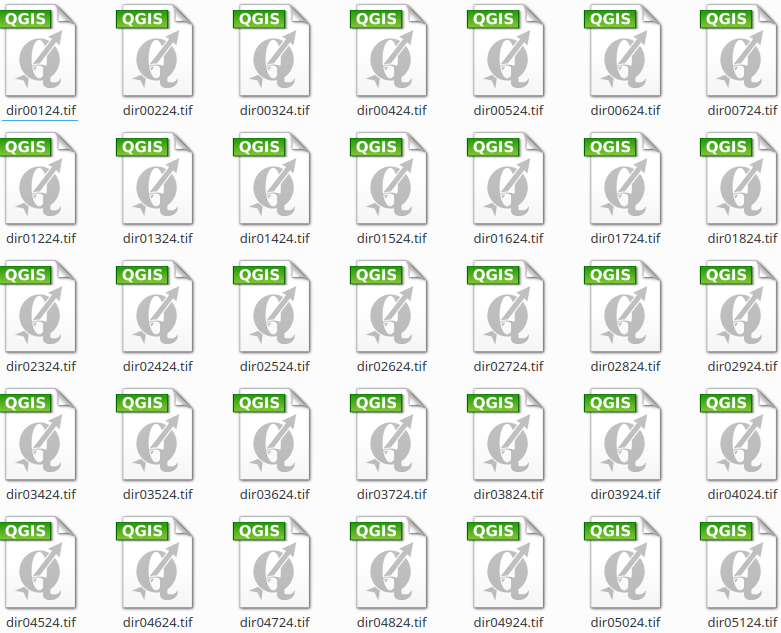 QGIS QGIS QGIS QGIS QGIS QGIS QGIS
dir00124.tif dir00224.tif dir00324.tif dir00424.tif dir00524.tif dir00624.tif dir00724.tif
QGIS QGIS QGIS QGIS QGIS QGIS QGIS
dir01224.tif dir01324.tif dir01424.tif dir01524.tif dir01624.tif dir01724.tif dir01824.tif
QGIS QGIS QGIS QGIS QGIS QGIS QGIS
dir02324.tif dir02424.tif dir02524.tif dir02624.tif dir02724.tif dir02824.tif dir02924.tif
QGIS QGIS QGIS QGIS QGIS QGIS QGIS
dir03424.tif dir03524.tif dir03624.tif dir03724.tif dir03824.tif dir03924.tif dir04024.tif
QGIS QGIS QGIS QGIS QGIS QGIS QGIS
dir04524.tif dir04624.tif dir04724.tif dir04824.tif dir04924.tif dir05024.tif dir05124.tif